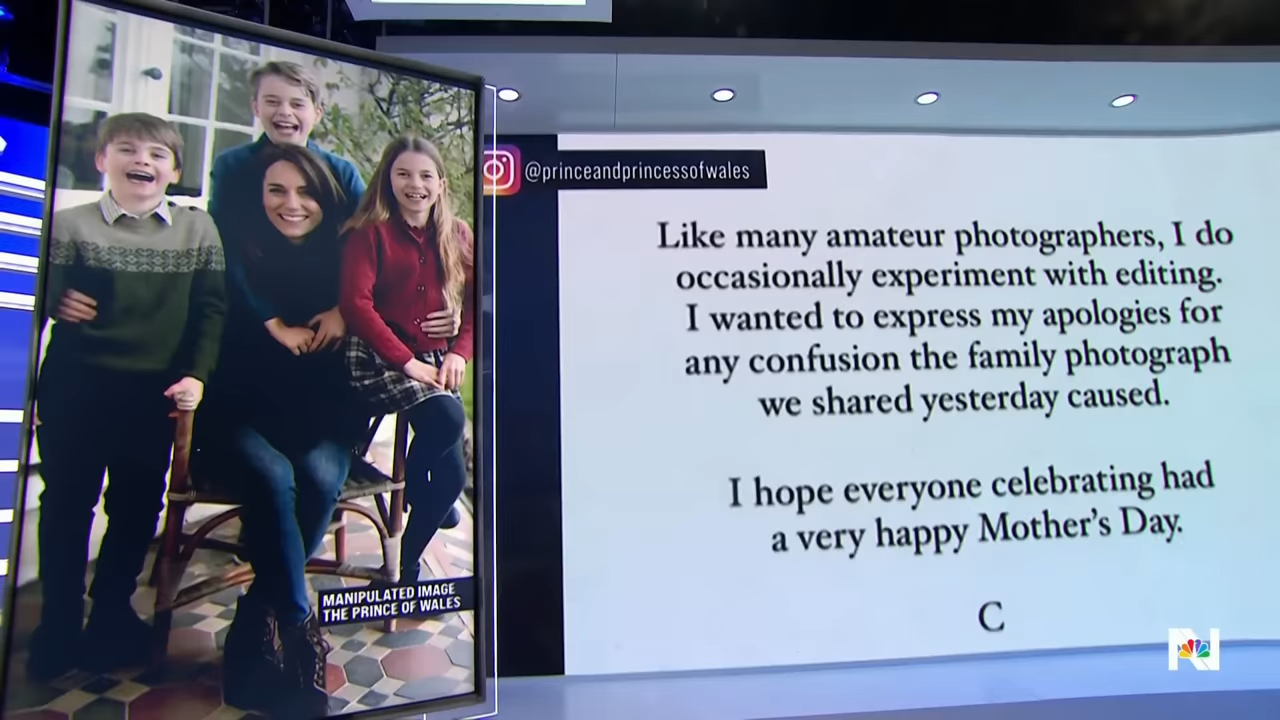 @princeandprincessofwales
Like many amateur photographers, I do
occasionally experiment with editing.
I wanted to express my apologies for
any confusion the family photograph
we shared yesterday caused.
I hope everyone celebrating had
a very happy Mother's Day.
C
MANIPULATED IMAGE
THE PRINCE OF WALES
N